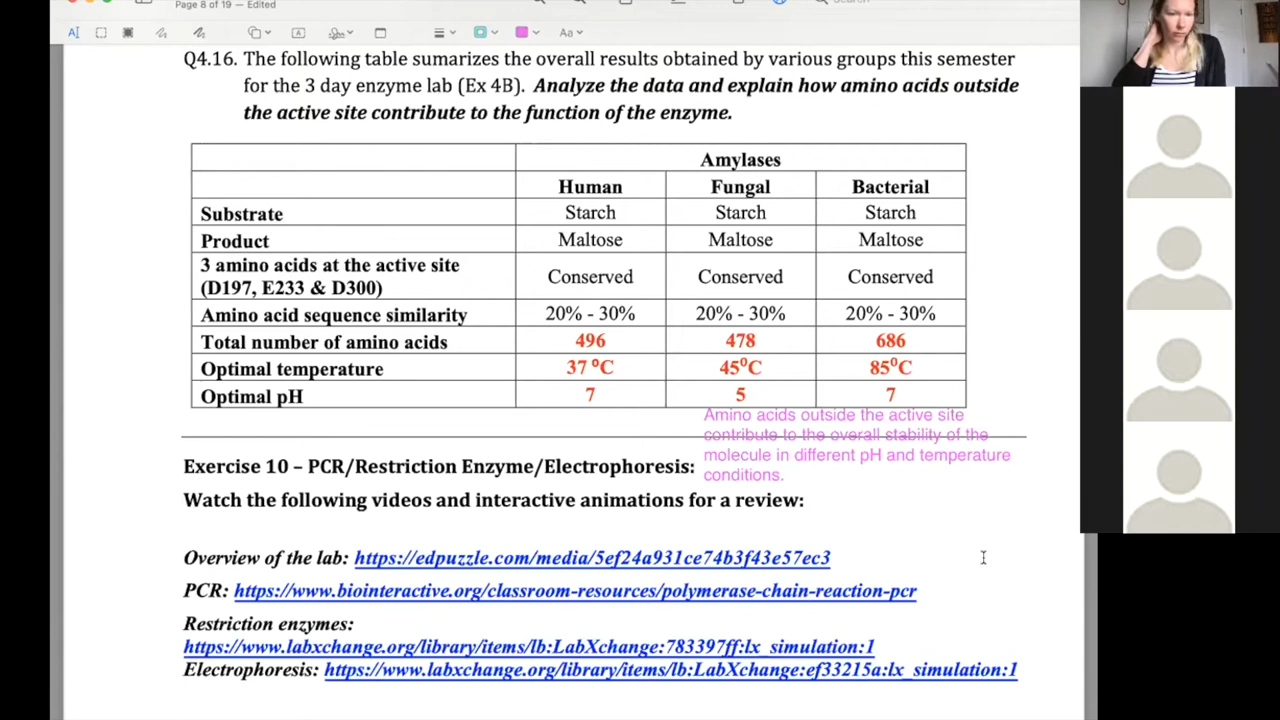 Page 8 of 19 — Edited
Search
Aa
Q4.16. The following table sumarizes the overall results obtained by various groups this semester
for the 3 day enzyme lab (Ex 4B). Analyze the data and explain how amino acids outside
the active site contribute to the function of the enzyme.
Amylases
Human Fungal Bacterial
Substrate Starch Starch Starch
Product Maltose Maltose Maltose
3 amino acids at the active site
(D197, E233 & D300) Conserved Conserved Conserved
Amino acid sequence similarity 20% - 30% 20% - 30% 20% - 30%
Total number of amino acids 496 478 686
Optimal temperature 37 ⁰C 45⁰C 85⁰C
Optimal pH 7 5 7
Amino acids outside the active site
contribute to the overall stability of the
molecule in different pH and temperature
conditions.
Exercise 10 – PCR/Restriction Enzyme/Electrophoresis:
Watch the following videos and interactive animations for a review:
Overview of the lab: https://edpuzzle.com/media/5ef24a931ce74b3f43e57ec3
PCR: https://www.biointeractive.org/classroom-resources/polymerase-chain-reaction-pcr
Restriction enzymes:
https://www.labxchange.org/library/items/lb:LabXchange:783397ff:lx_simulation:1
Electrophoresis: https://www.labxchange.org/library/items/lb:LabXchange:ef33215a:lx_simulation:1